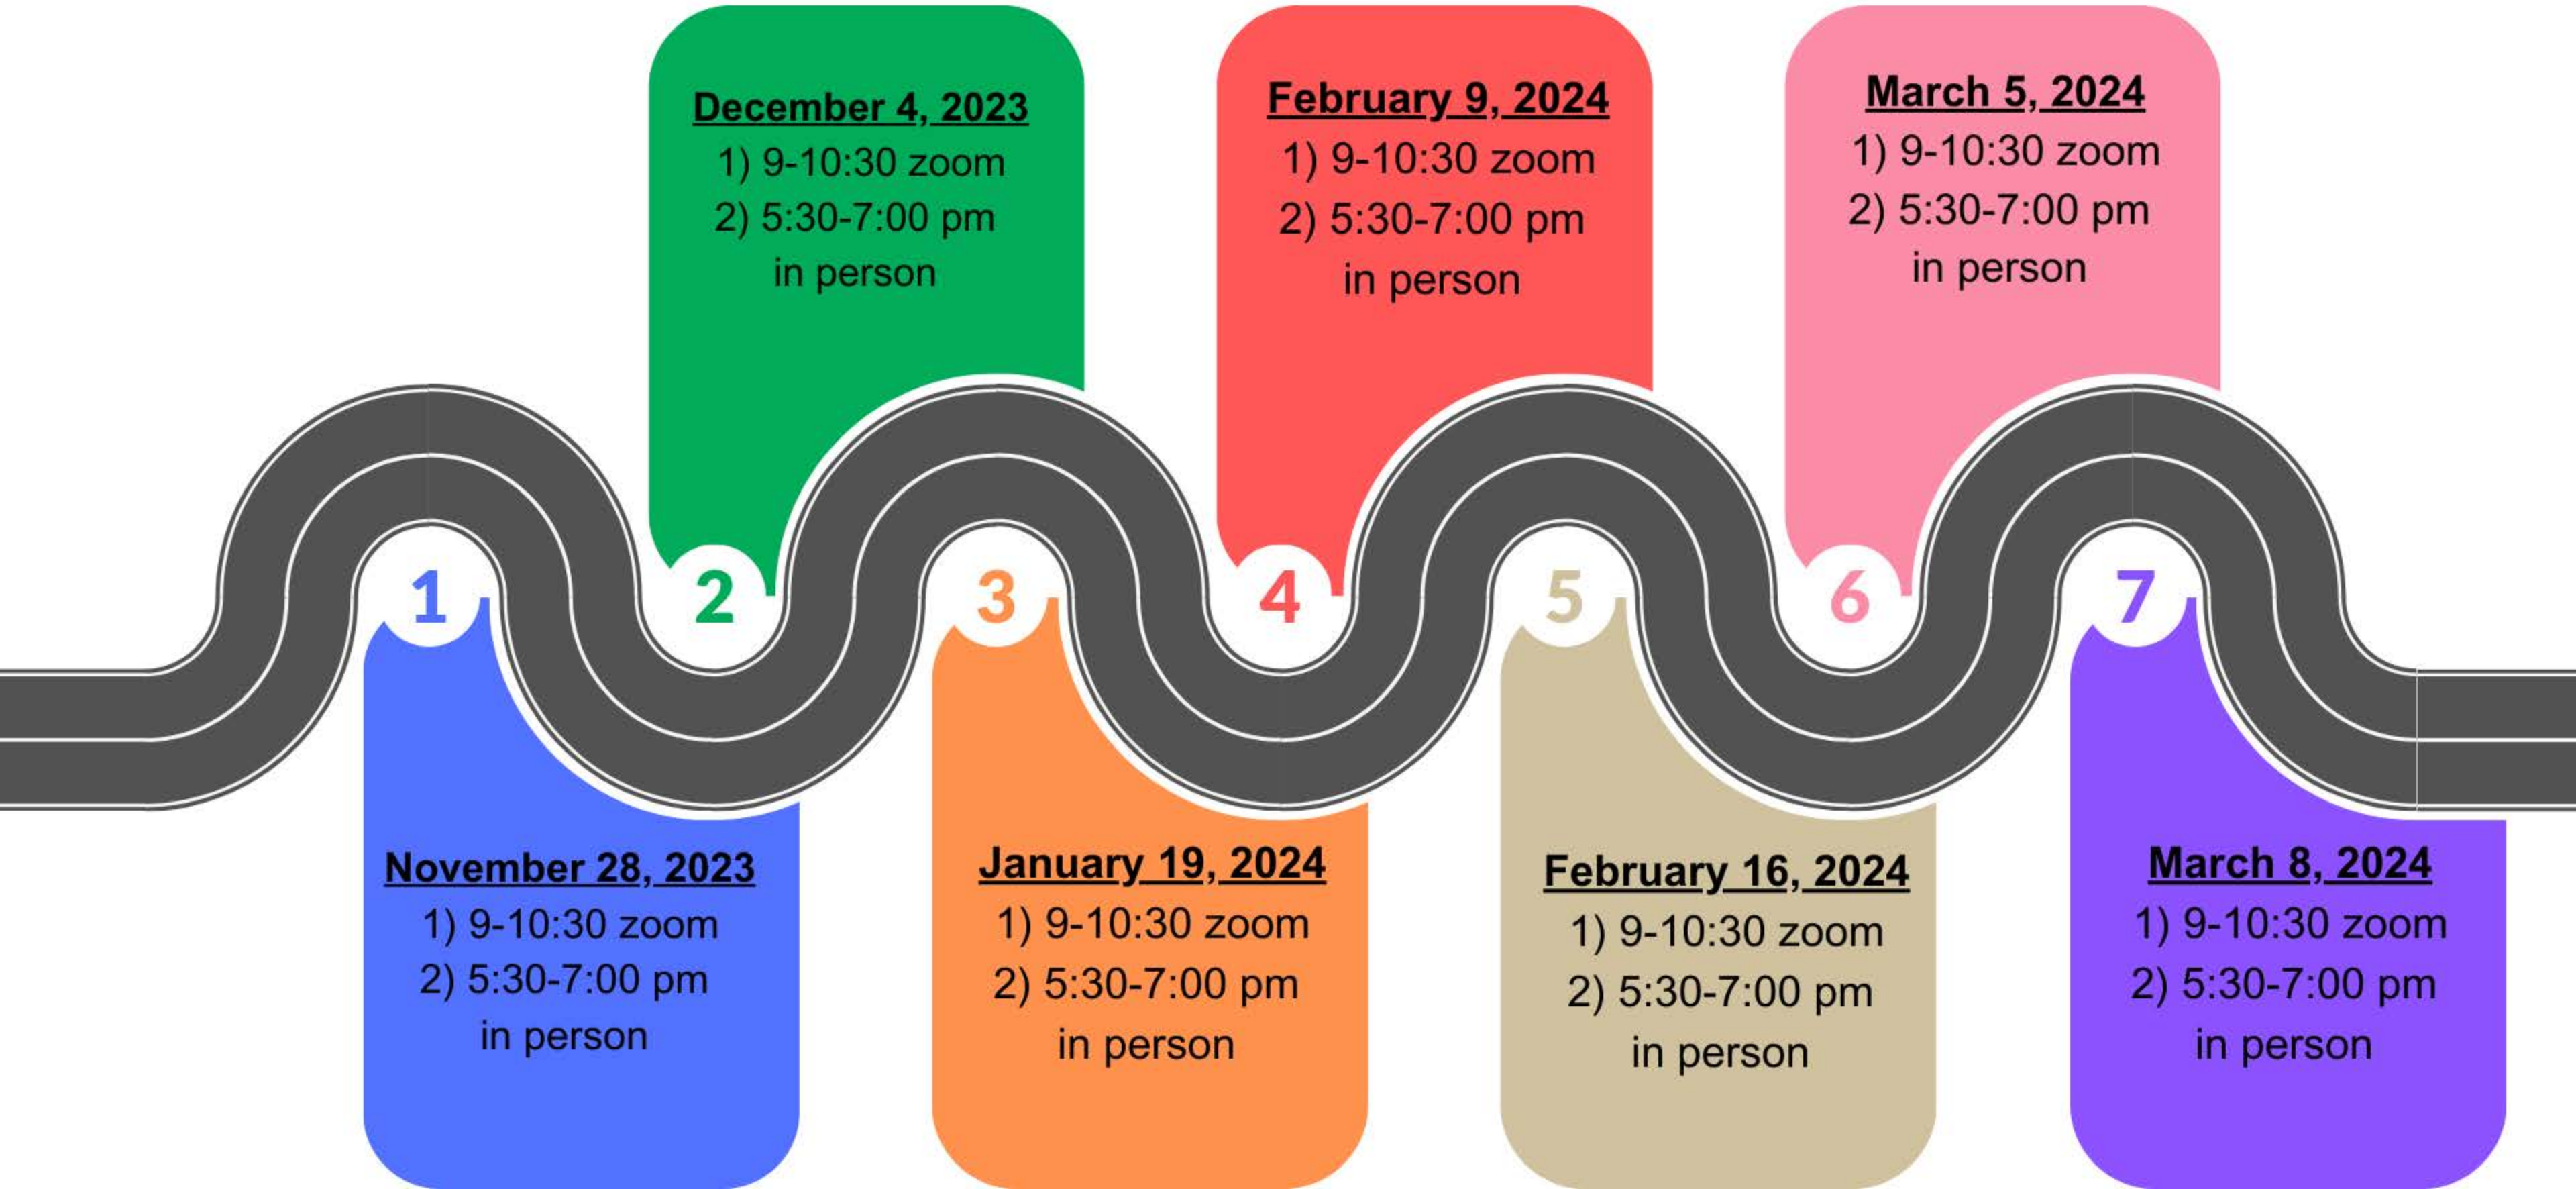 December 4, 2023
1) 9-10:30 zoom
2) 5:30-7:00 pm
in person
February 9, 2024
1) 9-10:30 zoom
2) 5:30-7:00 pm
in person
March 5, 2024
1) 9-10:30 zoom
2) 5:30-7:00 pm
in person
1
2
3
4
5
6
7
November 28, 2023
1) 9-10:30 zoom
2) 5:30-7:00 pm
in person
January 19, 2024
1) 9-10:30 zoom
2) 5:30-7:00 pm
in person
February 16, 2024
1) 9-10:30 zoom
2) 5:30-7:00 pm
in person
March 8, 2024
1) 9-10:30 zoom
2) 5:30-7:00 pm
in person